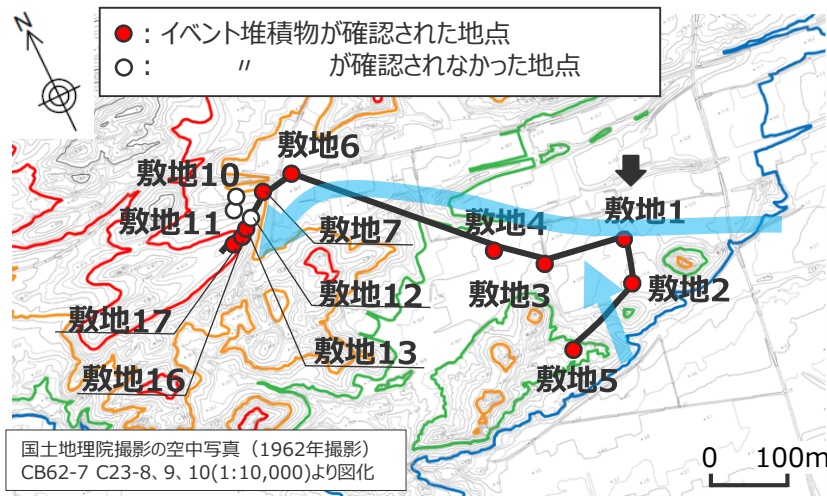 N
●：イベント堆積物が確認された地点
○：　　〃　　が確認されなかった地点
敷地6
敷地10
敷地11
敷地7
敷地4
敷地1
敷地12
敷地3
敷地2
敷地17
敷地13
敷地16
敷地5
国土地理院撮影の空中写真（1962年撮影）
CB62-7 C23-8、9、10(1:10,000)より図化
0 100m